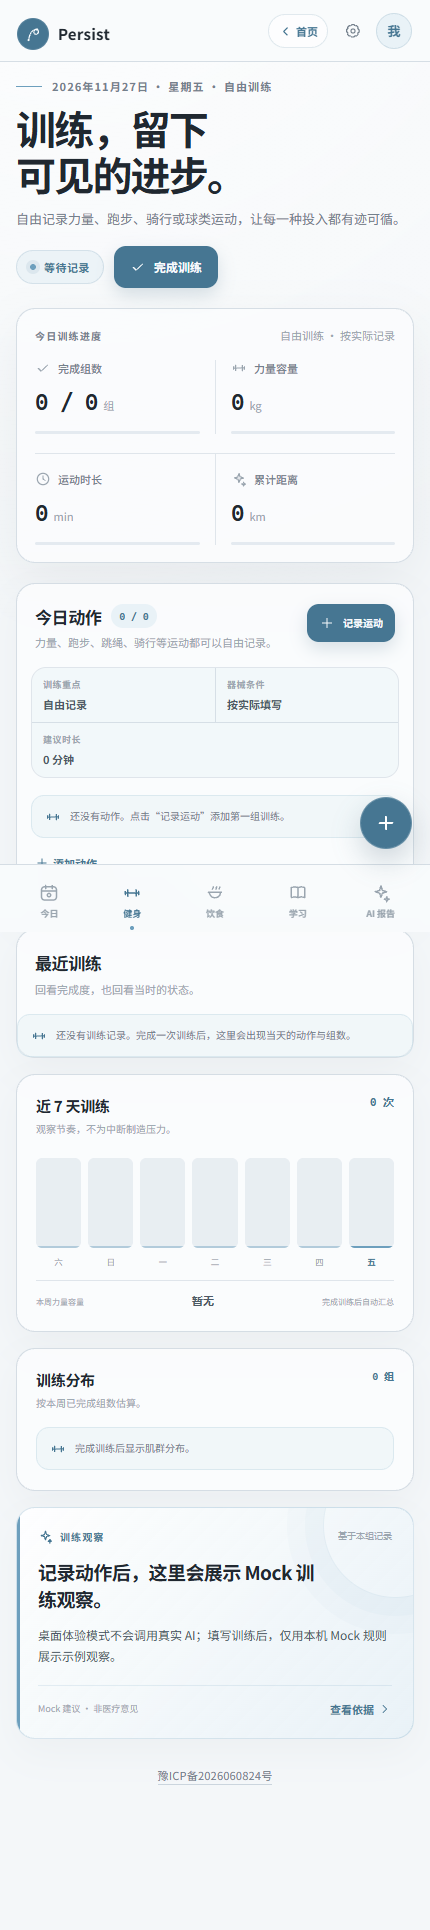 Persist
首页
我
2026年11月27日 · 星期五 · 自由训练
训练，留下
可见的进步。
自由记录力量、跑步、骑行或球类运动，让每一种投入都有迹可循。
等待记录
完成训练
今日训练进度
自由训练 · 按实际记录
完成组数
力量容量
0 / 0 组
0 kg
运动时长
累计距离
0 min
0 km
今日动作
0 / 0
记录运动
力量、跑步、跳绳、骑行等运动都可以自由记录。
训练重点
器械条件
自由记录
按实际填写
建议时长
0 分钟
还没有动作。点击“记录运动”添加第一组训练。
添加动作
今日
健身
饮食
学习
AI 报告
最近训练
回看完成度，也回看当时的状态。
还没有训练记录。完成一次训练后，这里会出现当天的动作与组数。
近 7 天训练
0 次
观察节奏，不为中断制造压力。
六
日
一
二
三
四
五
本周力量容量
暂无
完成训练后自动汇总
训练分布
0 组
按本周已完成组数估算。
完成训练后显示肌群分布。
训练观察
基于本组记录
记录动作后，这里会展示 Mock 训
练观察。
桌面体验模式不会调用真实 AI；填写训练后，仅用本机 Mock 规则
展示示例观察。
Mock 建议 · 非医疗意见
查看依据
豫ICP备2026060824号